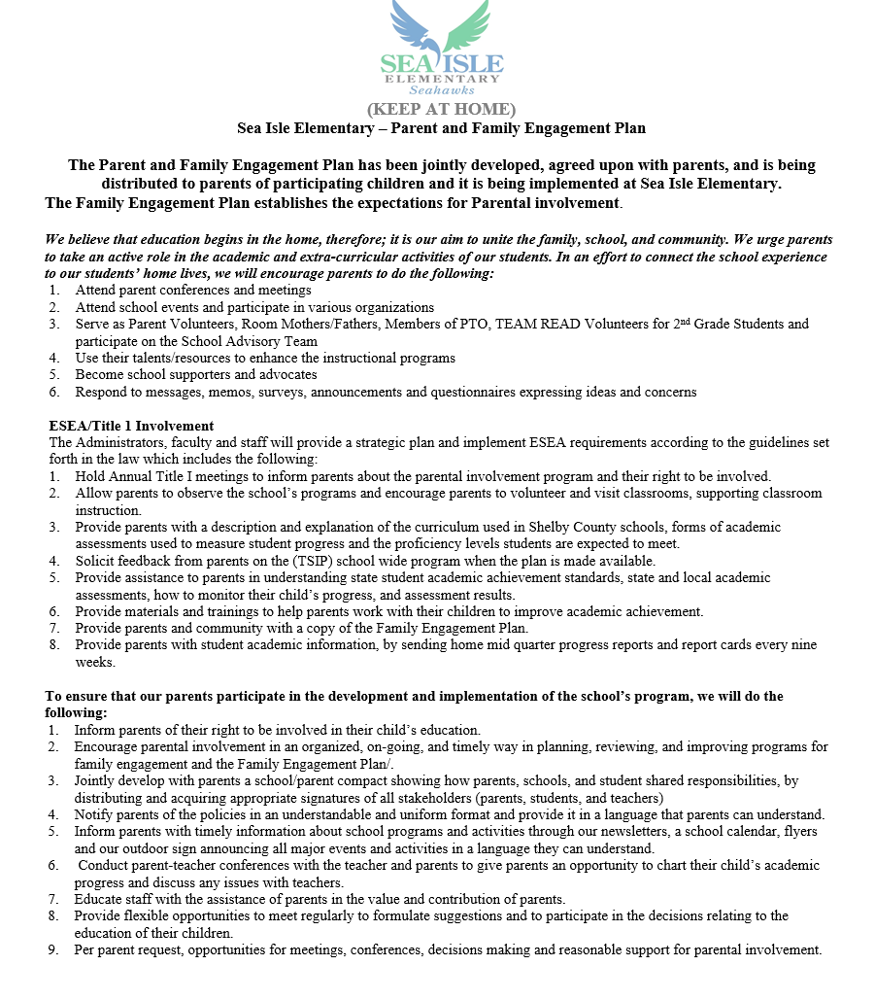 SEA ISLE
ELEMENTARY
Seahawks
(KEEP AT HOME)
Sea Isle Elementary – Parent and Family Engagement Plan
The Parent and Family Engagement Plan has been jointly developed, agreed upon with parents, and is being
distributed to parents of participating children and it is being implemented at Sea Isle Elementary.
The Family Engagement Plan establishes the expectations for Parental involvement.
We believe that education begins in the home, therefore; it is our aim to unite the family, school, and community. We urge parents
to take an active role in the academic and extra-curricular activities of our students. In an effort to connect the school experience
to our students’ home lives, we will encourage parents to do the following:
1. Attend parent conferences and meetings
2. Attend school events and participate in various organizations
3. Serve as Parent Volunteers, Room Mothers/Fathers, Members of PTO, TEAM READ Volunteers for 2nd Grade Students and
participate on the School Advisory Team
4. Use their talents/resources to enhance the instructional programs
5. Become school supporters and advocates
6. Respond to messages, memos, surveys, announcements and questionnaires expressing ideas and concerns
ESEA/Title 1 Involvement
The Administrators, faculty and staff will provide a strategic plan and implement ESEA requirements according to the guidelines set
forth in the law which includes the following:
1. Hold Annual Title I meetings to inform parents about the parental involvement program and their right to be involved.
2. Allow parents to observe the school’s programs and encourage parents to volunteer and visit classrooms, supporting classroom
instruction.
3. Provide parents with a description and explanation of the curriculum used in Shelby County schools, forms of academic
assessments used to measure student progress and the proficiency levels students are expected to meet.
4. Solicit feedback from parents on the (TSIP) school wide program when the plan is made available.
5. Provide assistance to parents in understanding state student academic achievement standards, state and local academic
assessments, how to monitor their child’s progress, and assessment results.
6. Provide materials and trainings to help parents work with their children to improve academic achievement.
7. Provide parents and community with a copy of the Family Engagement Plan.
8. Provide parents with student academic information, by sending home mid quarter progress reports and report cards every nine
weeks.
To ensure that our parents participate in the development and implementation of the school’s program, we will do the
following:
1. Inform parents of their right to be involved in their child’s education.
2. Encourage parental involvement in an organized, on-going, and timely way in planning, reviewing, and improving programs for
family engagement and the Family Engagement Plan/.
3. Jointly develop with parents a school/parent compact showing how parents, schools, and student shared responsibilities, by
distributing and acquiring appropriate signatures of all stakeholders (parents, students, and teachers)
4. Notify parents of the policies in an understandable and uniform format and provide it in a language that parents can understand.
5. Inform parents with timely information about school programs and activities through our newsletters, a school calendar, flyers
and our outdoor sign announcing all major events and activities in a language they can understand.
6. Conduct parent-teacher conferences with the teacher and parents to give parents an opportunity to chart their child’s academic
progress and discuss any issues with teachers.
7. Educate staff with the assistance of parents in the value and contribution of parents.
8. Provide flexible opportunities to meet regularly to formulate suggestions and to participate in the decisions relating to the
education of their children.
9. Per parent request, opportunities for meetings, conferences, decisions making and reasonable support for parental involvement.